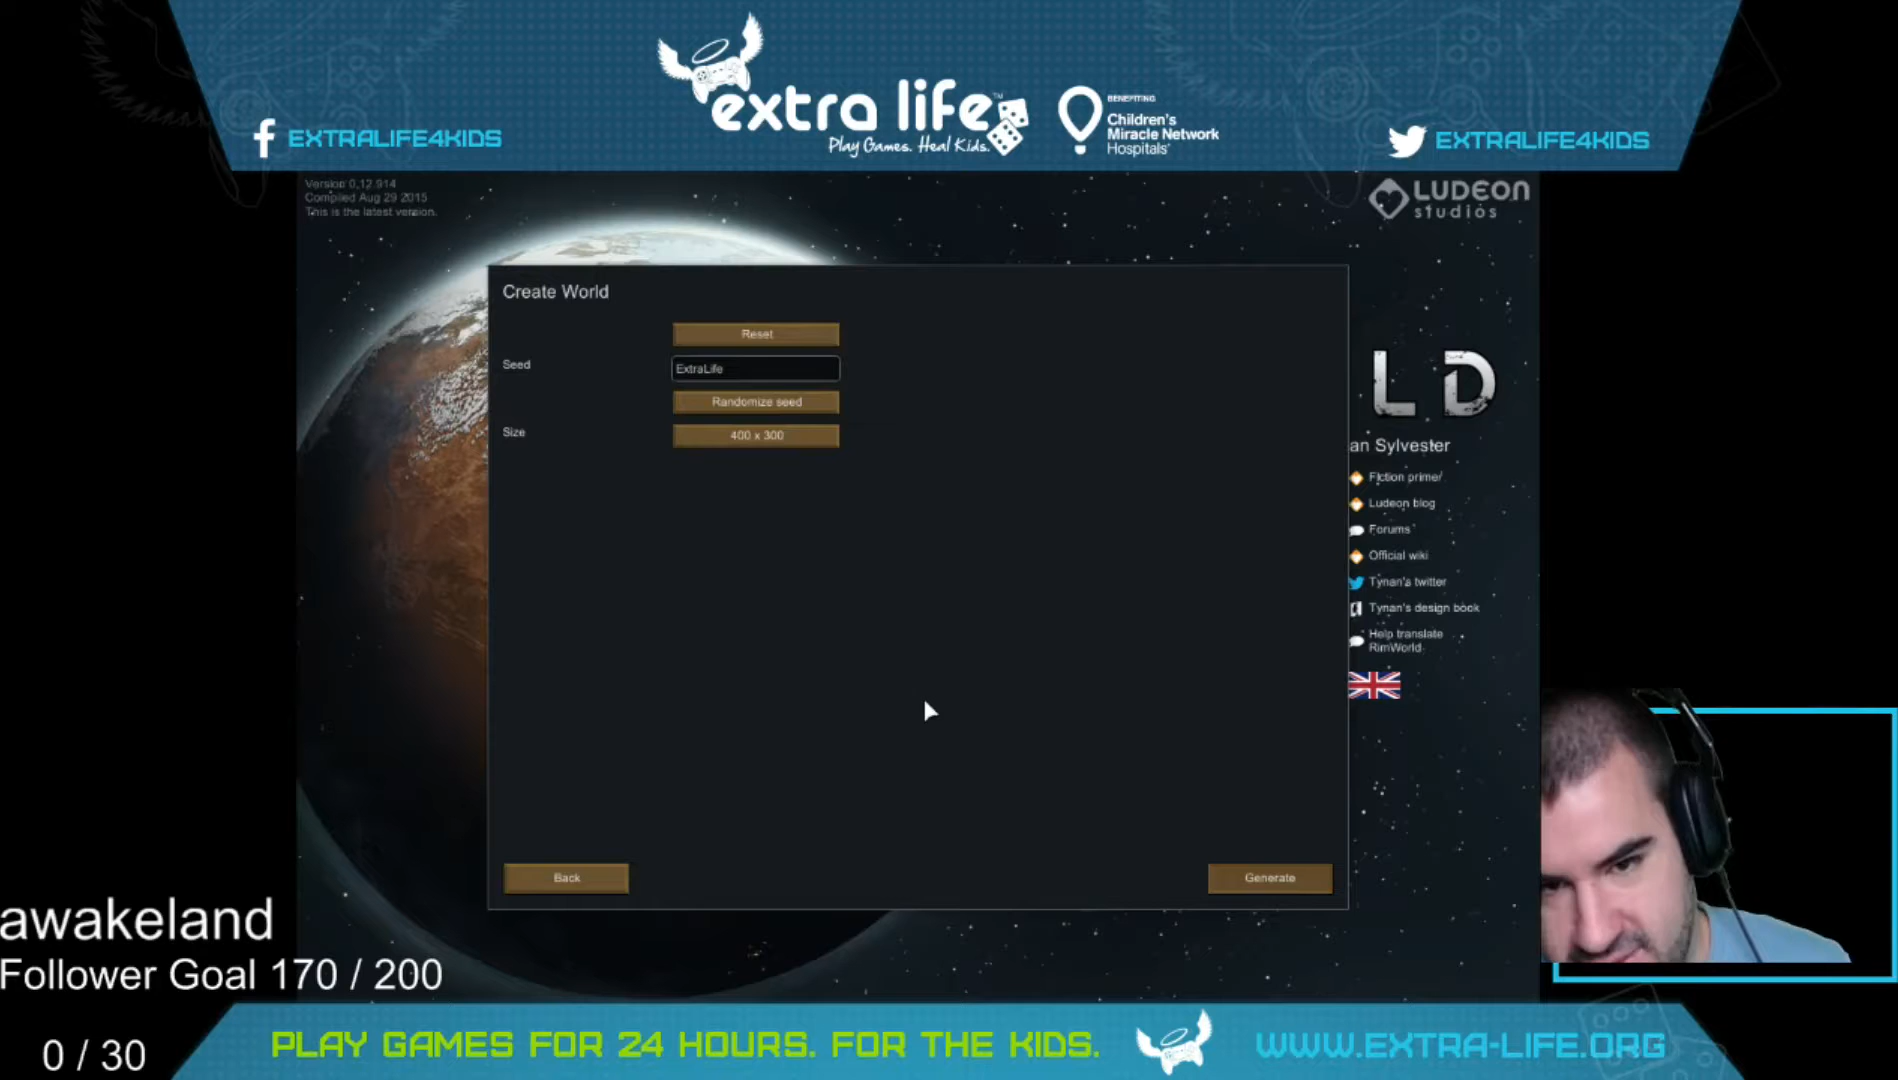 extra life™
Play Games. Heal Kids.
BENEFITING
Children's
Miracle Network
Hospitals®
EXTRALIFE4KIDS
EXTRALIFE4KIDS
Version 0.12.914
Compiled Aug 29 2015
This is the latest version.
LUDEON
studios
Create World
Reset
Seed
ExtraLife
Randomize seed
Size
400 x 300
LD
an Sylvester
Fiction primer
Ludeon blog
Forums
Official wiki
Tynan's twitter
Tynan's design book
Help translate
RimWorld
Back
Generate
awakeland
Follower Goal 170 / 200
0 / 30
PLAY GAMES FOR 24 HOURS. FOR THE KIDS.
WWW.EXTRA-LIFE.ORG